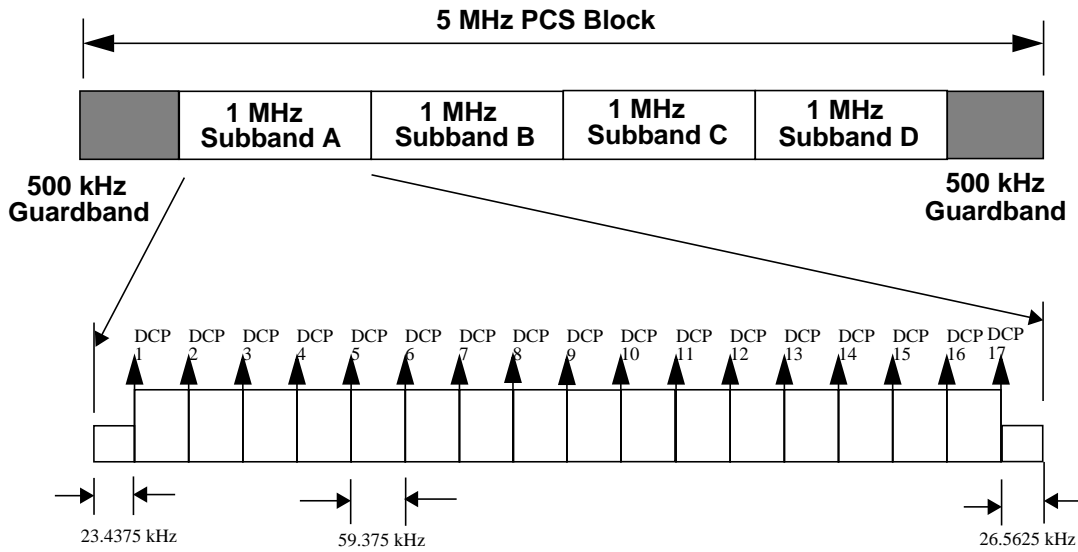 5 MHz PCS Block
1 MHz
Subband A
1 MHz
Subband B
1 MHz
Subband C
1 MHz
Subband D
500 kHz
Guardband
500 kHz
Guardband
DCP
1
DCP
2
DCP
3
DCP
4
DCP
5
DCP
6
DCP
7
DCP
8
DCP
9
DCP
10
DCP
11
DCP
12
DCP
13
DCP
14
DCP
15
DCP
16
DCP
17
23.4375 kHz
59.375 kHz
26.5625 kHz